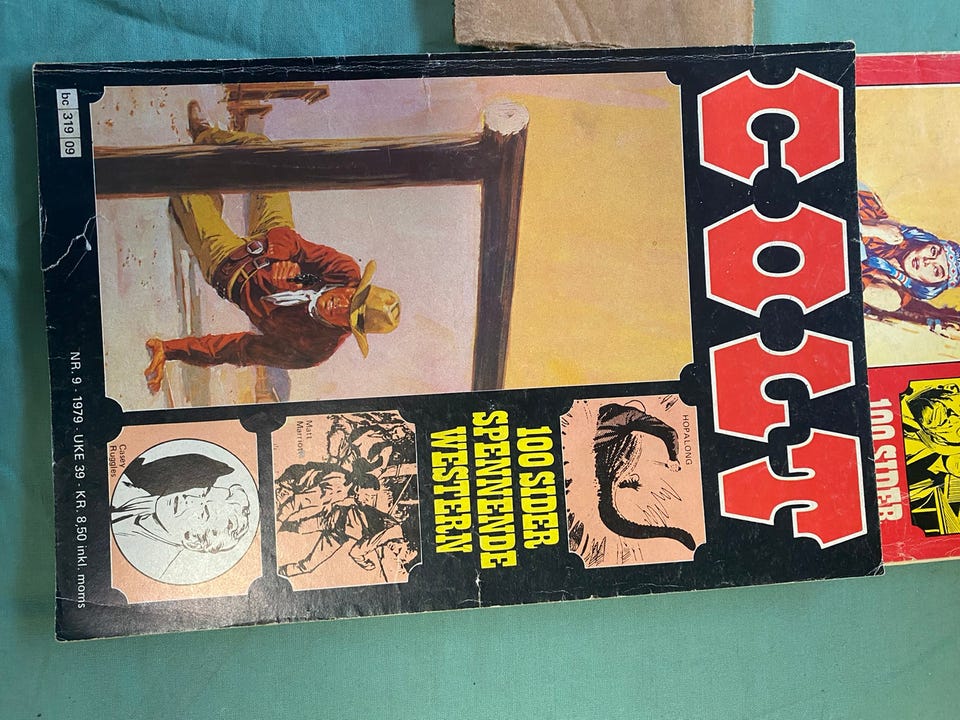 COLT
HOPALONG
100 SIDER
SPENNENDE
WESTERN
Matt
Marriott
Casey
Ruggles
bc 319 09
NR. 9 · 1979 · UKE 39 · KR. 8,50 inkl. moms
100 SIDER